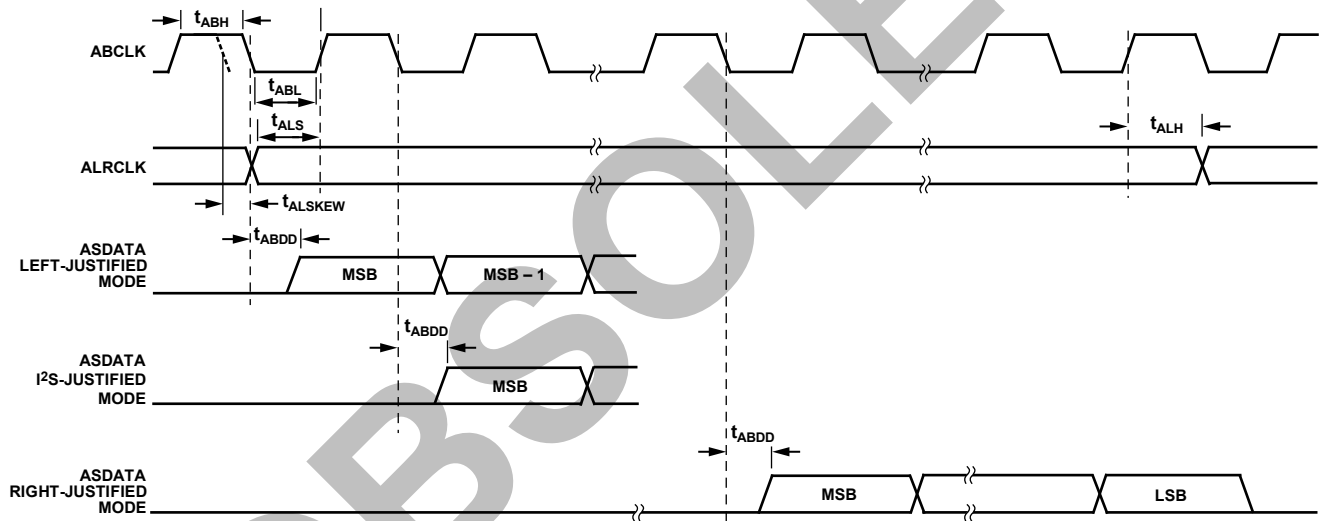 tABH
ABCLK
tABL
tALS
tALH
ALRCLK
tALSKEW
tABDD
ASDATA
LEFT-JUSTIFIED
MODE
MSB
MSB – 1
tABDD
ASDATA
I2S-JUSTIFIED
MODE
MSB
tABDD
ASDATA
RIGHT-JUSTIFIED
MODE
MSB
LSB
OBSOLE